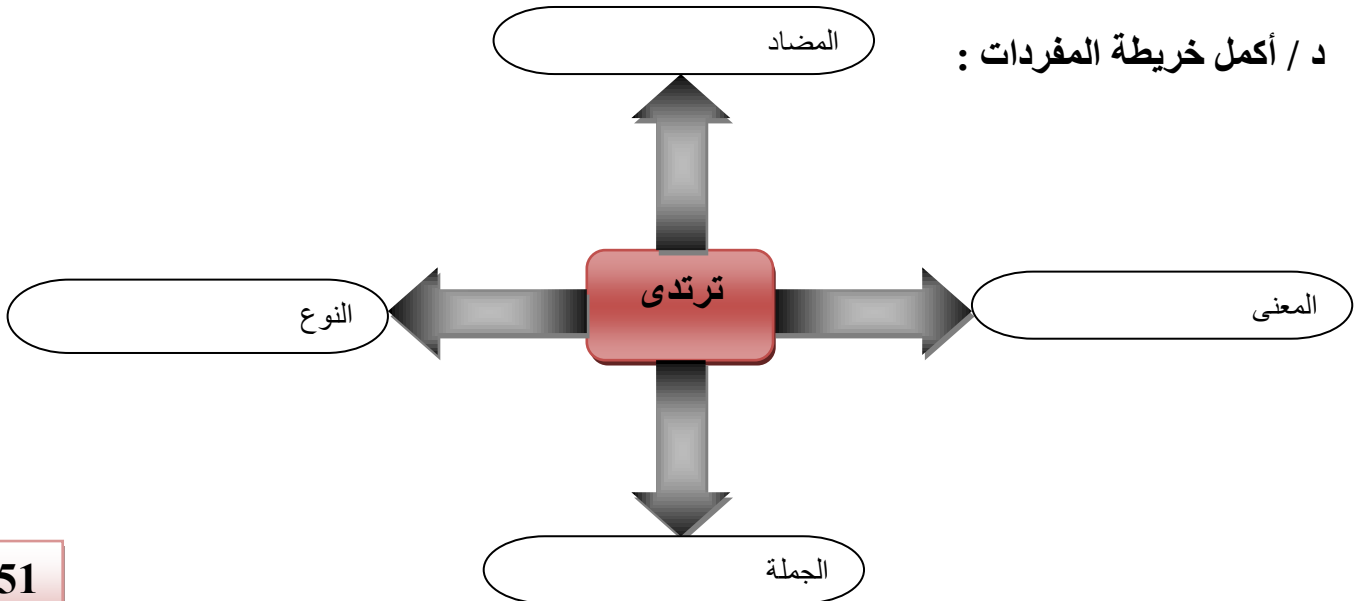 د / أكمل خريطة المفردات :
المضاد
ترتدى
المعنى
النوع
الجملة
51